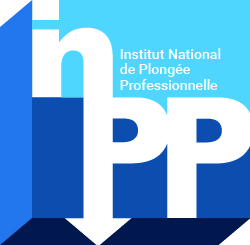 in
Institut National
de Plongée
Professionnelle
PP